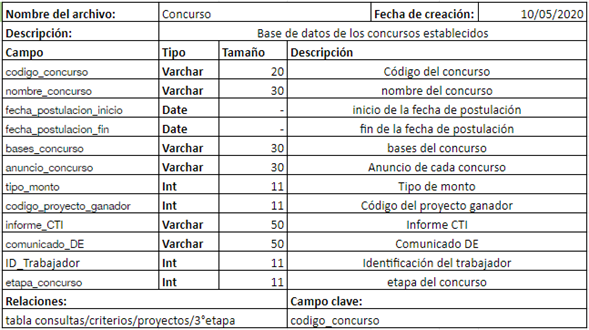 Nombre del archivo: Concurso Fecha de creación: 10/05/2020
Descripción: Base de datos de los concursos establecidos
Campo Tipo Tamaño Descripción
codigo_concurso Varchar 20 Código del concurso
nombre_concurso Varchar 30 nombre del concurso
fecha_postulacion_inicio Date - inicio de la fecha de postulación
fecha_postulacion_fin Date - fin de la fecha de postulación
bases_concurso Varchar 30 bases del concurso
anuncio_concurso Varchar 30 Anuncio de cada concurso
tipo_monto Int 11 Tipo de monto
codigo_proyecto_ganador Int 11 Código del proyecto ganador
informe_CTI Varchar 50 Informe CTI
comunicado_DE Varchar 50 Comunicado DE
ID_Trabajador Int 11 Identificación del trabajador
etapa_concurso Int 11 etapa del concurso
Relaciones: Campo clave:
tabla consultas/criterios/proyectos/3°etapa codigo_concurso